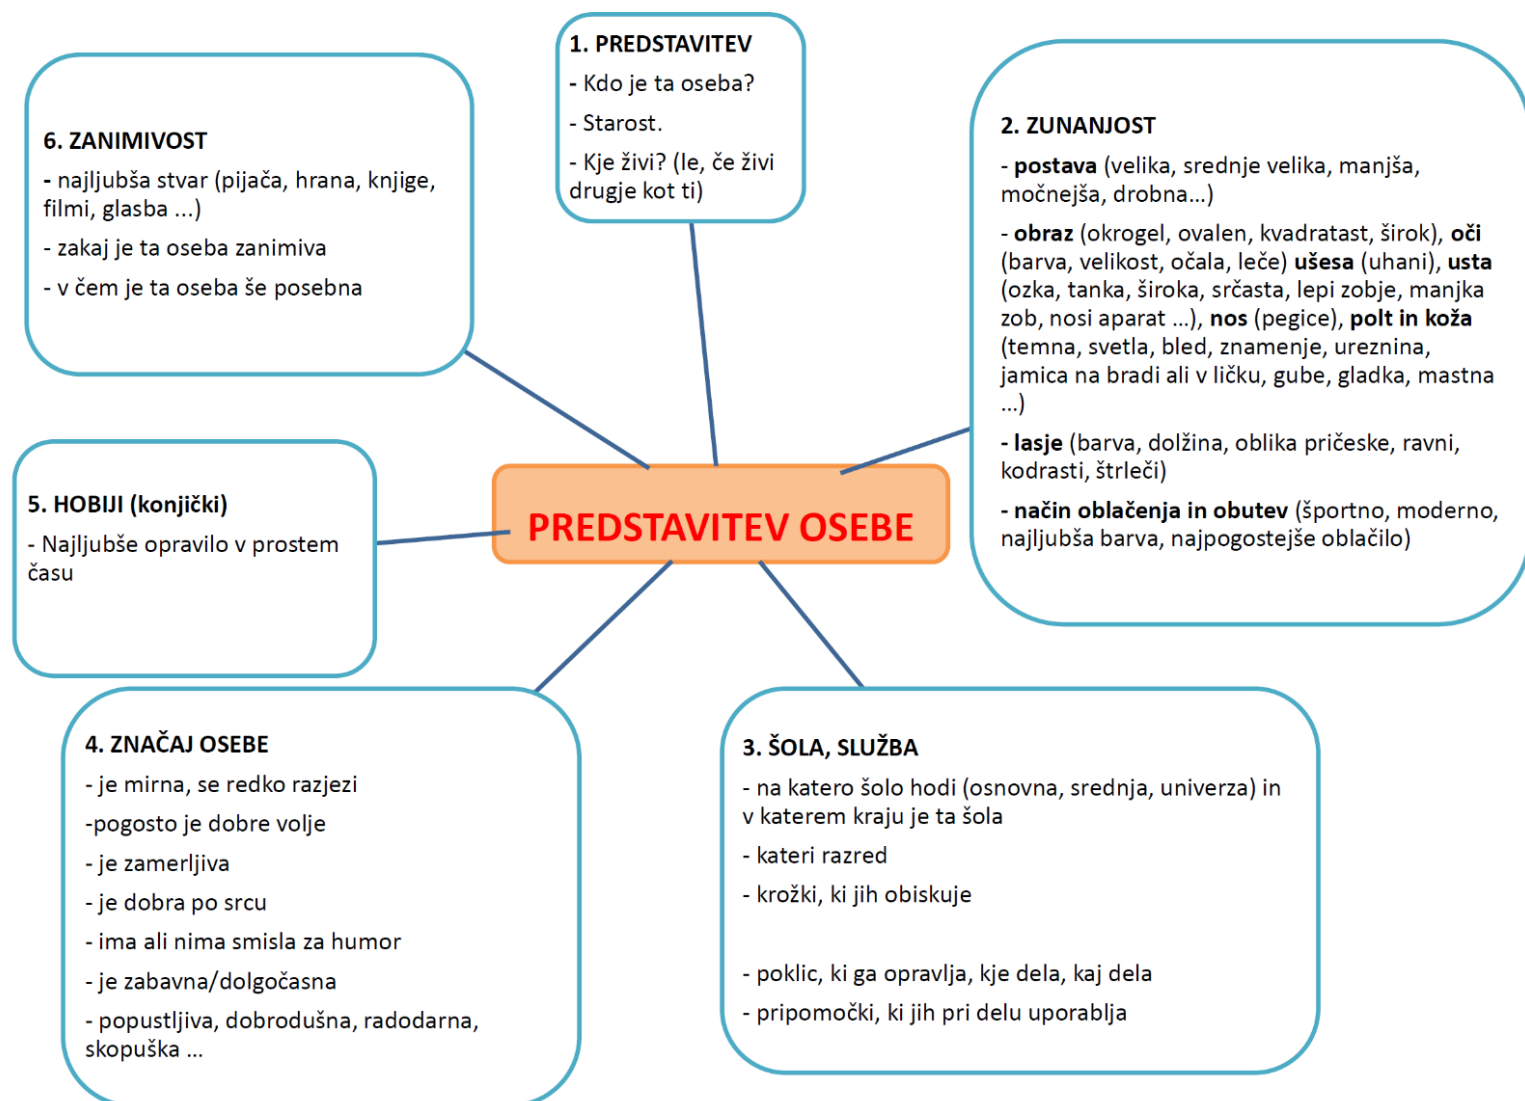 PREDSTAVITEV OSEBE
1. PREDSTAVITEV
- Kdo je ta oseba?
- Starost.
- Kje živi? (le, če živi
drugje kot ti)
2. ZUNANJOST
- postava (velika, srednje velika, manjša,
močnejša, drobna...)
- obraz (okrogel, ovalen, kvadratast, širok), oči
(barva, velikost, očala, leče) ušesa (uhani), usta
(ozka, tanka, široka, srčasta, lepi zobje, manjka
zob, nosi aparat ...), nos (pegice), polt in koža
(temna, svetla, bled, znamenje, ureznina,
jamica na bradi ali v ličku, gube, gladka, mastna
...)
- lasje (barva, dolžina, oblika pričeske, ravni,
kodrasti, štrleči)
- način oblačenja in obutev (športno, moderno,
najljubša barva, najpogostejše oblačilo)
3. ŠOLA, SLUŽBA
- na katero šolo hodi (osnovna, srednja, univerza) in
v katerem kraju je ta šola
- kateri razred
- krožki, ki jih obiskuje
- poklic, ki ga opravlja, kje dela, kaj dela
- pripomočki, ki jih pri delu uporablja
4. ZNAČAJ OSEBE
- je mirna, se redko razjezi
-pogosto je dobre volje
- je zamerljiva
- je dobra po srcu
- ima ali nima smisla za humor
- je zabavna/dolgočasna
- popustljiva, dobrodušna, radodarna,
skopuška ...
5. HOBIJI (konjički)
- Najljubše opravilo v prostem
času
6. ZANIMIVOST
- najljubša stvar (pijača, hrana, knjige,
filmi, glasba ...)
- zakaj je ta oseba zanimiva
- v čem je ta oseba še posebna